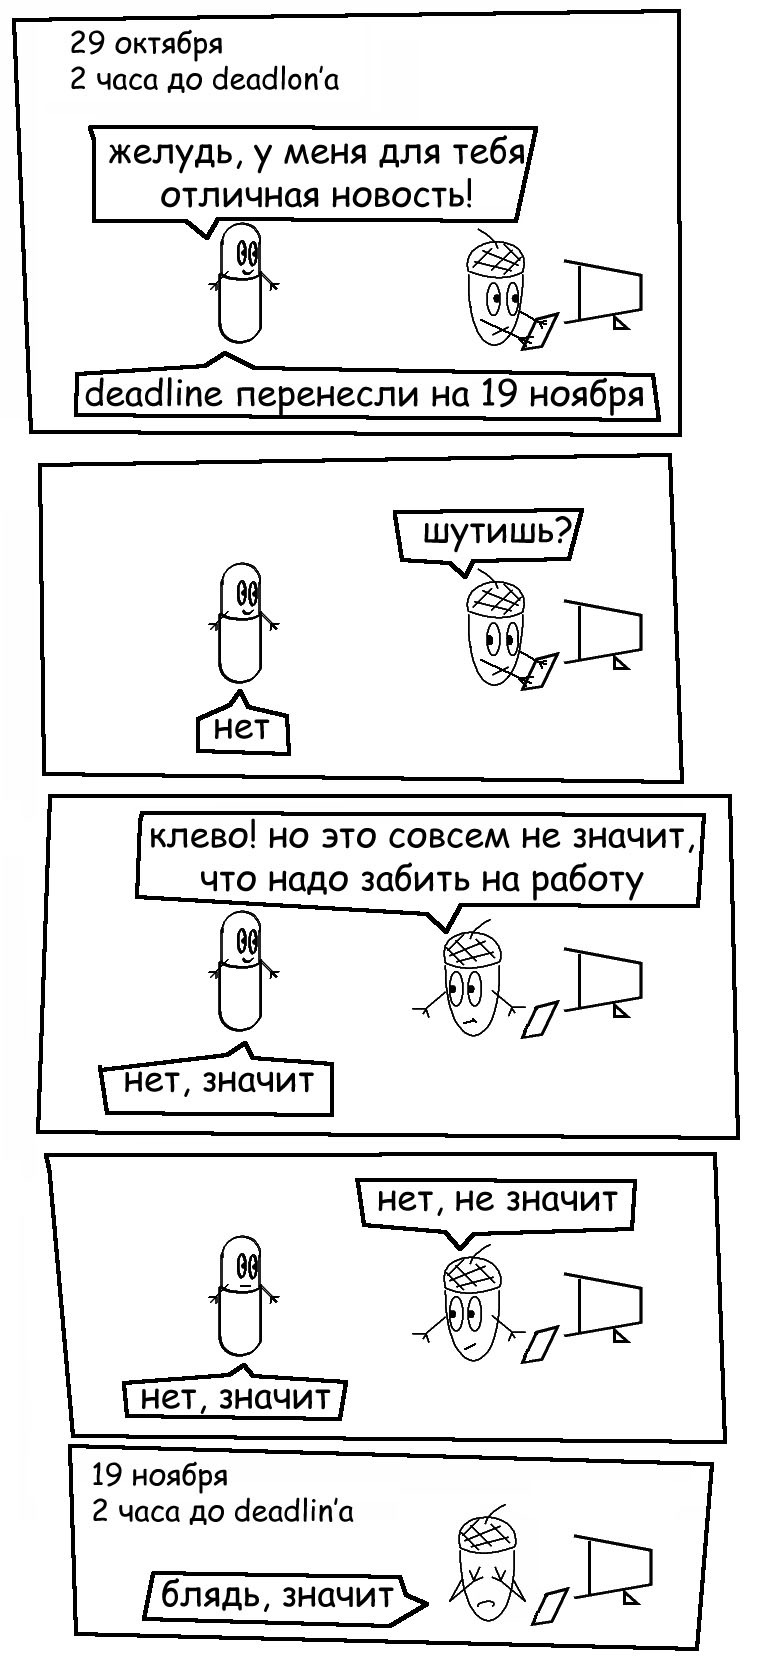 29 октября
2 часа до deadlon'а
желудь, у меня для тебя
отличная новость!
deadline перенесли на 19 ноября
шутишь?
нет
клево! но это совсем не значит,
что надо забить на работу
нет, значит
нет, не значит
нет, значит
19 ноября
2 часа до deadlin'а
блядь, значит